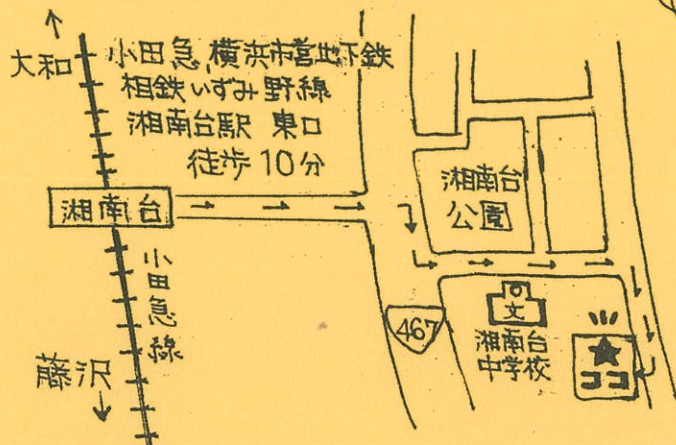 大和
小田急、横浜市営地下鉄
相鉄いずみ野線
湘南台駅 東口
徒歩10分
湘南台
湘南台
公園
小田急線
467
文
湘南台
中学校
藤沢
ココ